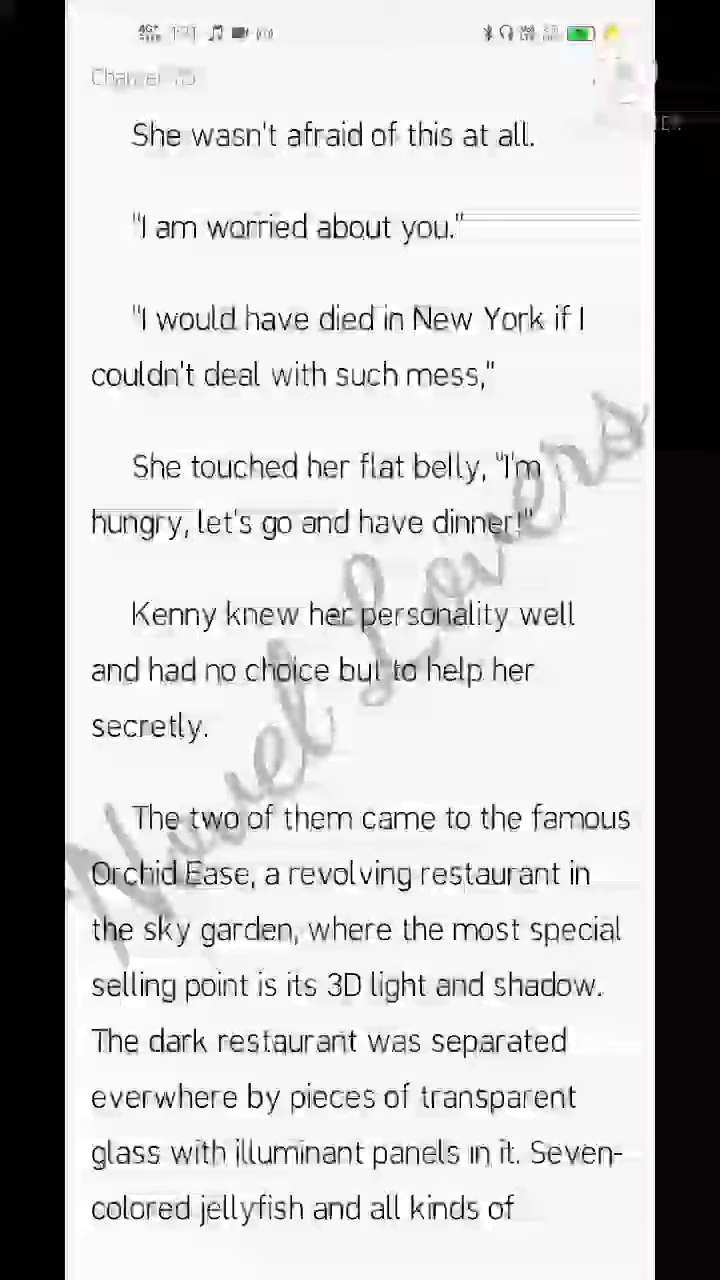 She wasn't afraid of this at all.
"I am worried about you."
"I would have died in New York if I
couldn't deal with such mess,"
She touched her flat belly, "I'm
hungry, let's go and have dinner!"
Kenny knew her personality well
and had no choice but to help her
secretly.
The two of them came to the famous
Orchid Ease, a revolving restaurant in
the sky garden, where the most special
selling point is its 3D light and shadow.
The dark restaurant was separated
everwhere by pieces of transparent
glass with illuminant panels in it. Seven-
colored jellyfish and all kinds of
Novel Lovers